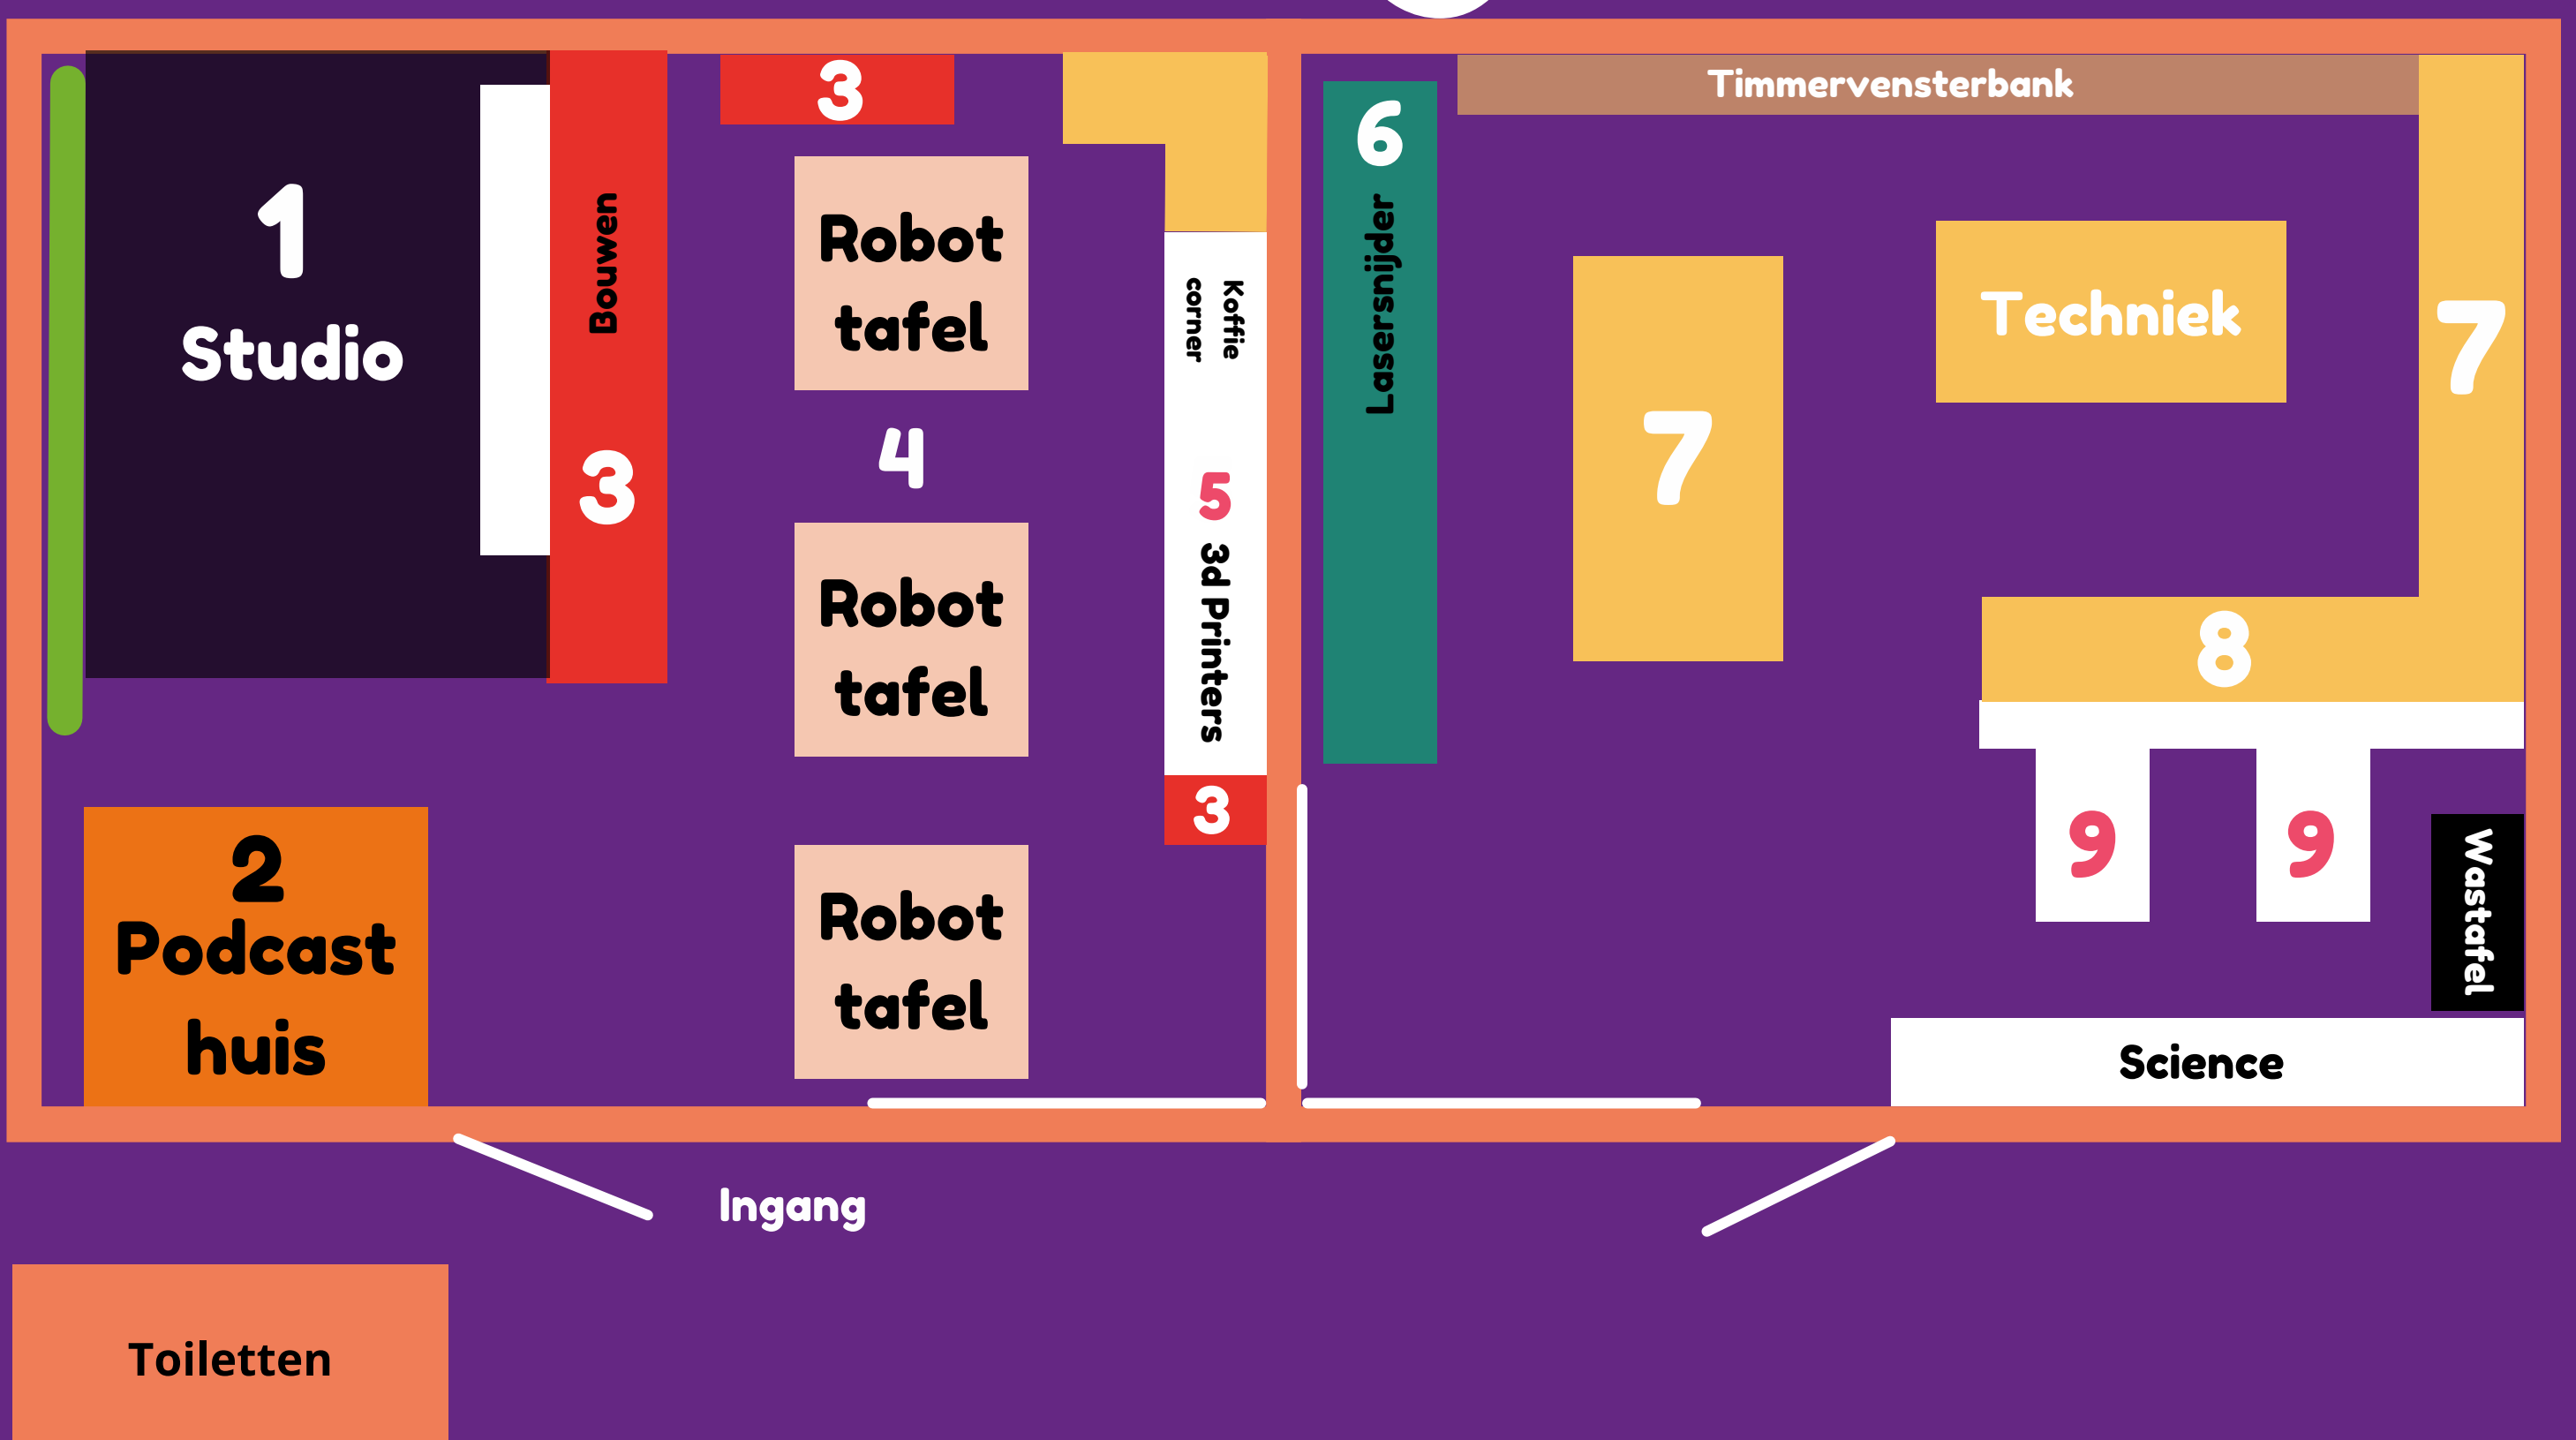 1
Studio
Bouwen
3
3
Robot
tafel
4
Robot
tafel
Robot
tafel
Koffie
corner
5 3d Printers
3
2
Podcast
huis
6
Lasersnijder
Timmervensterbank
7
Techniek
7
8
9
9
Wastafel
Science
Ingang
Toiletten